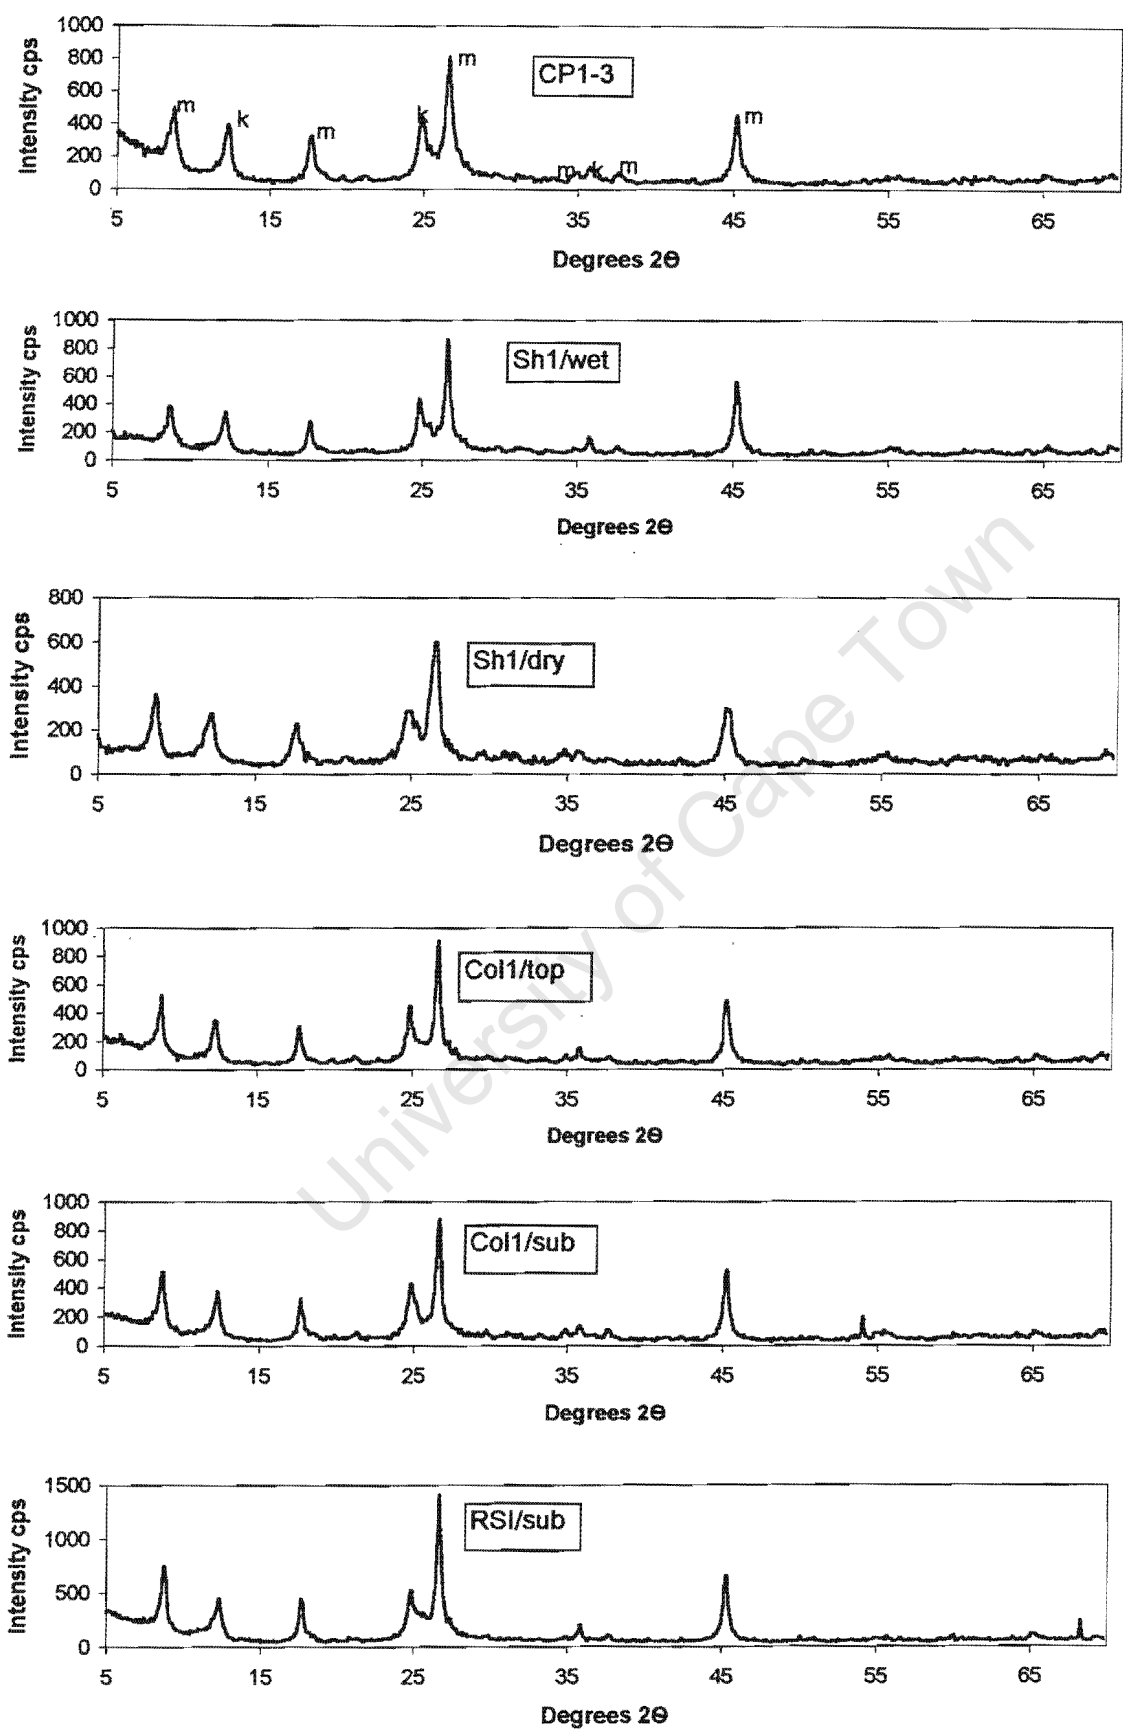 1000
800
600
400
200
0
Intensity cps
CP1-3
m
k
m
k
m
m
k
m
m
5 15 25 35 45 55 65
Degrees 2Θ
1000
800
600
400
200
0
Intensity cps
Sh1/wet
5 15 25 35 45 55 65
Degrees 2Θ
800
600
400
200
0
Intensity cps
Sh1/dry
5 15 25 35 45 55 65
Degrees 2Θ
1000
800
600
400
200
0
Intensity cps
Col1/top
5 15 25 35 45 55 65
Degrees 2Θ
1000
800
600
400
200
0
Intensity cps
Col1/sub
5 15 25 35 45 55 65
Degrees 2Θ
1500
1000
500
0
Intensity cps
RSI/sub
5 15 25 35 45 55 65
Degrees 2Θ
University of Cape Town